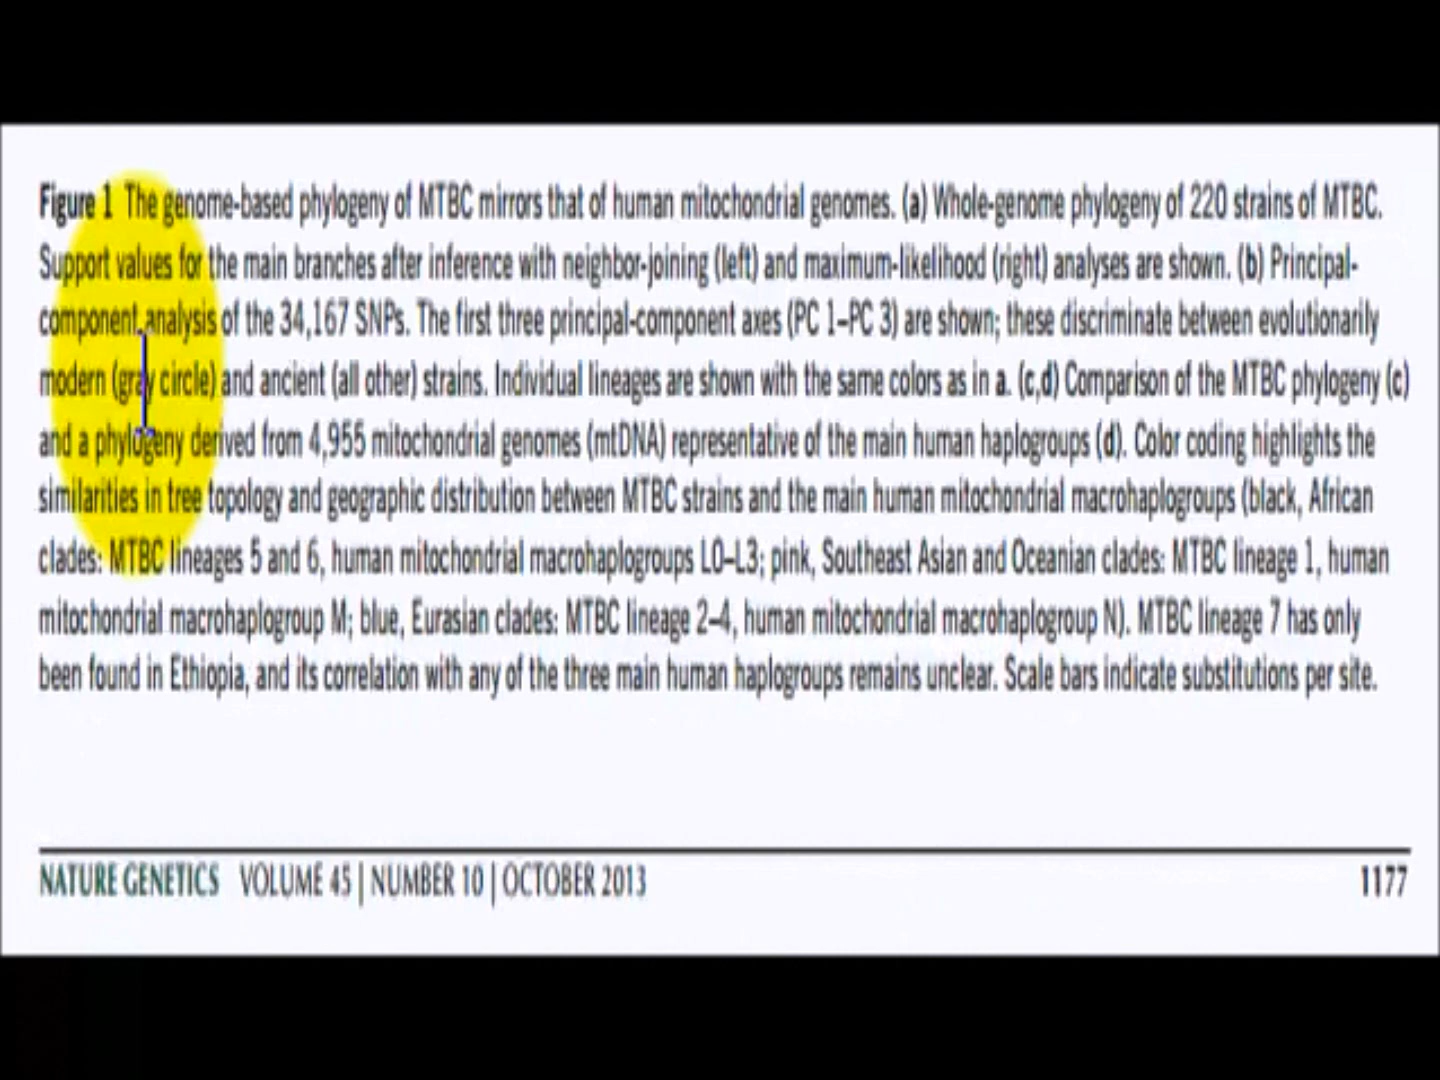 Figure 1 The genome-based phylogeny of MTBC mirrors that of human mitochondrial genomes. (a) Whole-genome phylogeny of 220 strains of MTBC.
Support values for the main branches after inference with neighbor-joining (left) and maximum-likelihood (right) analyses are shown. (b) Principal-
component analysis of the 34,167 SNPs. The first three principal-component axes (PC 1–PC 3) are shown; these discriminate between evolutionarily
modern (gray circle) and ancient (all other) strains. Individual lineages are shown with the same colors as in a. (c,d) Comparison of the MTBC phylogeny (c)
and a phylogeny derived from 4,955 mitochondrial genomes (mtDNA) representative of the main human haplogroups (d). Color coding highlights the
similarities in tree topology and geographic distribution between MTBC strains and the main human mitochondrial macrohaplogroups (black, African
clades: MTBC lineages 5 and 6, human mitochondrial macrohaplogroups L0–L3; pink, Southeast Asian and Oceanian clades: MTBC lineage 1, human
mitochondrial macrohaplogroup M; blue, Eurasian clades: MTBC lineage 2–4, human mitochondrial macrohaplogroup N). MTBC lineage 7 has only
been found in Ethiopia, and its correlation with any of the three main human haplogroups remains unclear. Scale bars indicate substitutions per site.
NATURE GENETICS VOLUME 45 | NUMBER 10 | OCTOBER 2013 1177